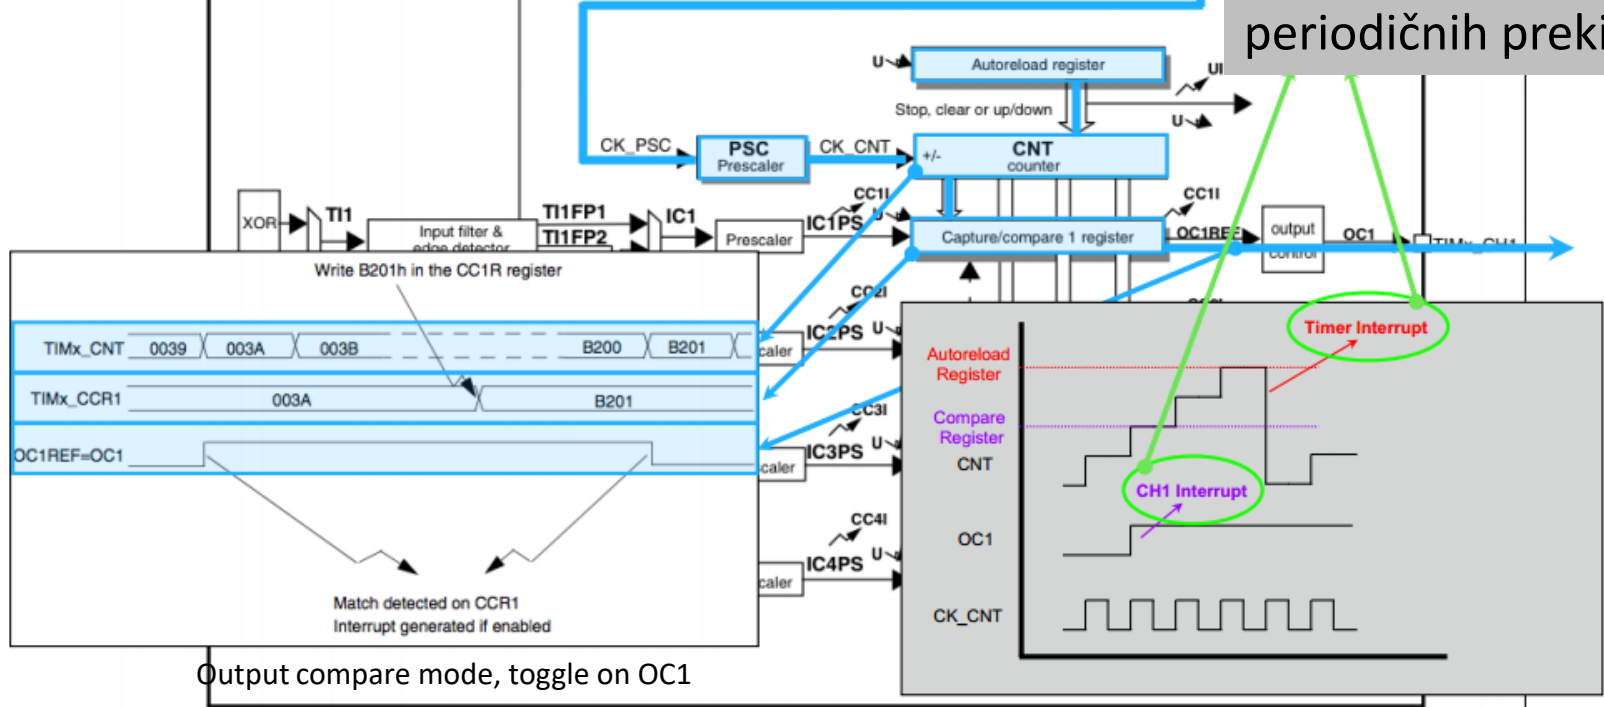 periodičnih preki
U
Autoreload register
UI
Stop, clear or up/down
U
CK_PSC
PSC
Prescaler
CK_CNT
+/-
CNT
counter
XOR
TI1
Input filter &
edge detector
TI1FP1
TI1FP2
IC1
Prescaler
CC1I
IC1PS
U
Capture/compare 1 register
CC1I
OC1REF
output
control
OC1
TIMx_CH1
Write B201h in the CC1R register
TIMx_CNT 0039 003A 003B B200 B201
TIMx_CCR1 003A B201
OC1REF=OC1
Match detected on CCR1
Interrupt generated if enabled
Output compare mode, toggle on OC1
CC2I
IC2PS
U
caler
CC3I
IC3PS
U
caler
CC4I
IC4PS
U
caler
Timer Interrupt
Autoreload
Register
Compare
Register
CNT
CH1 Interrupt
OC1
CK_CNT